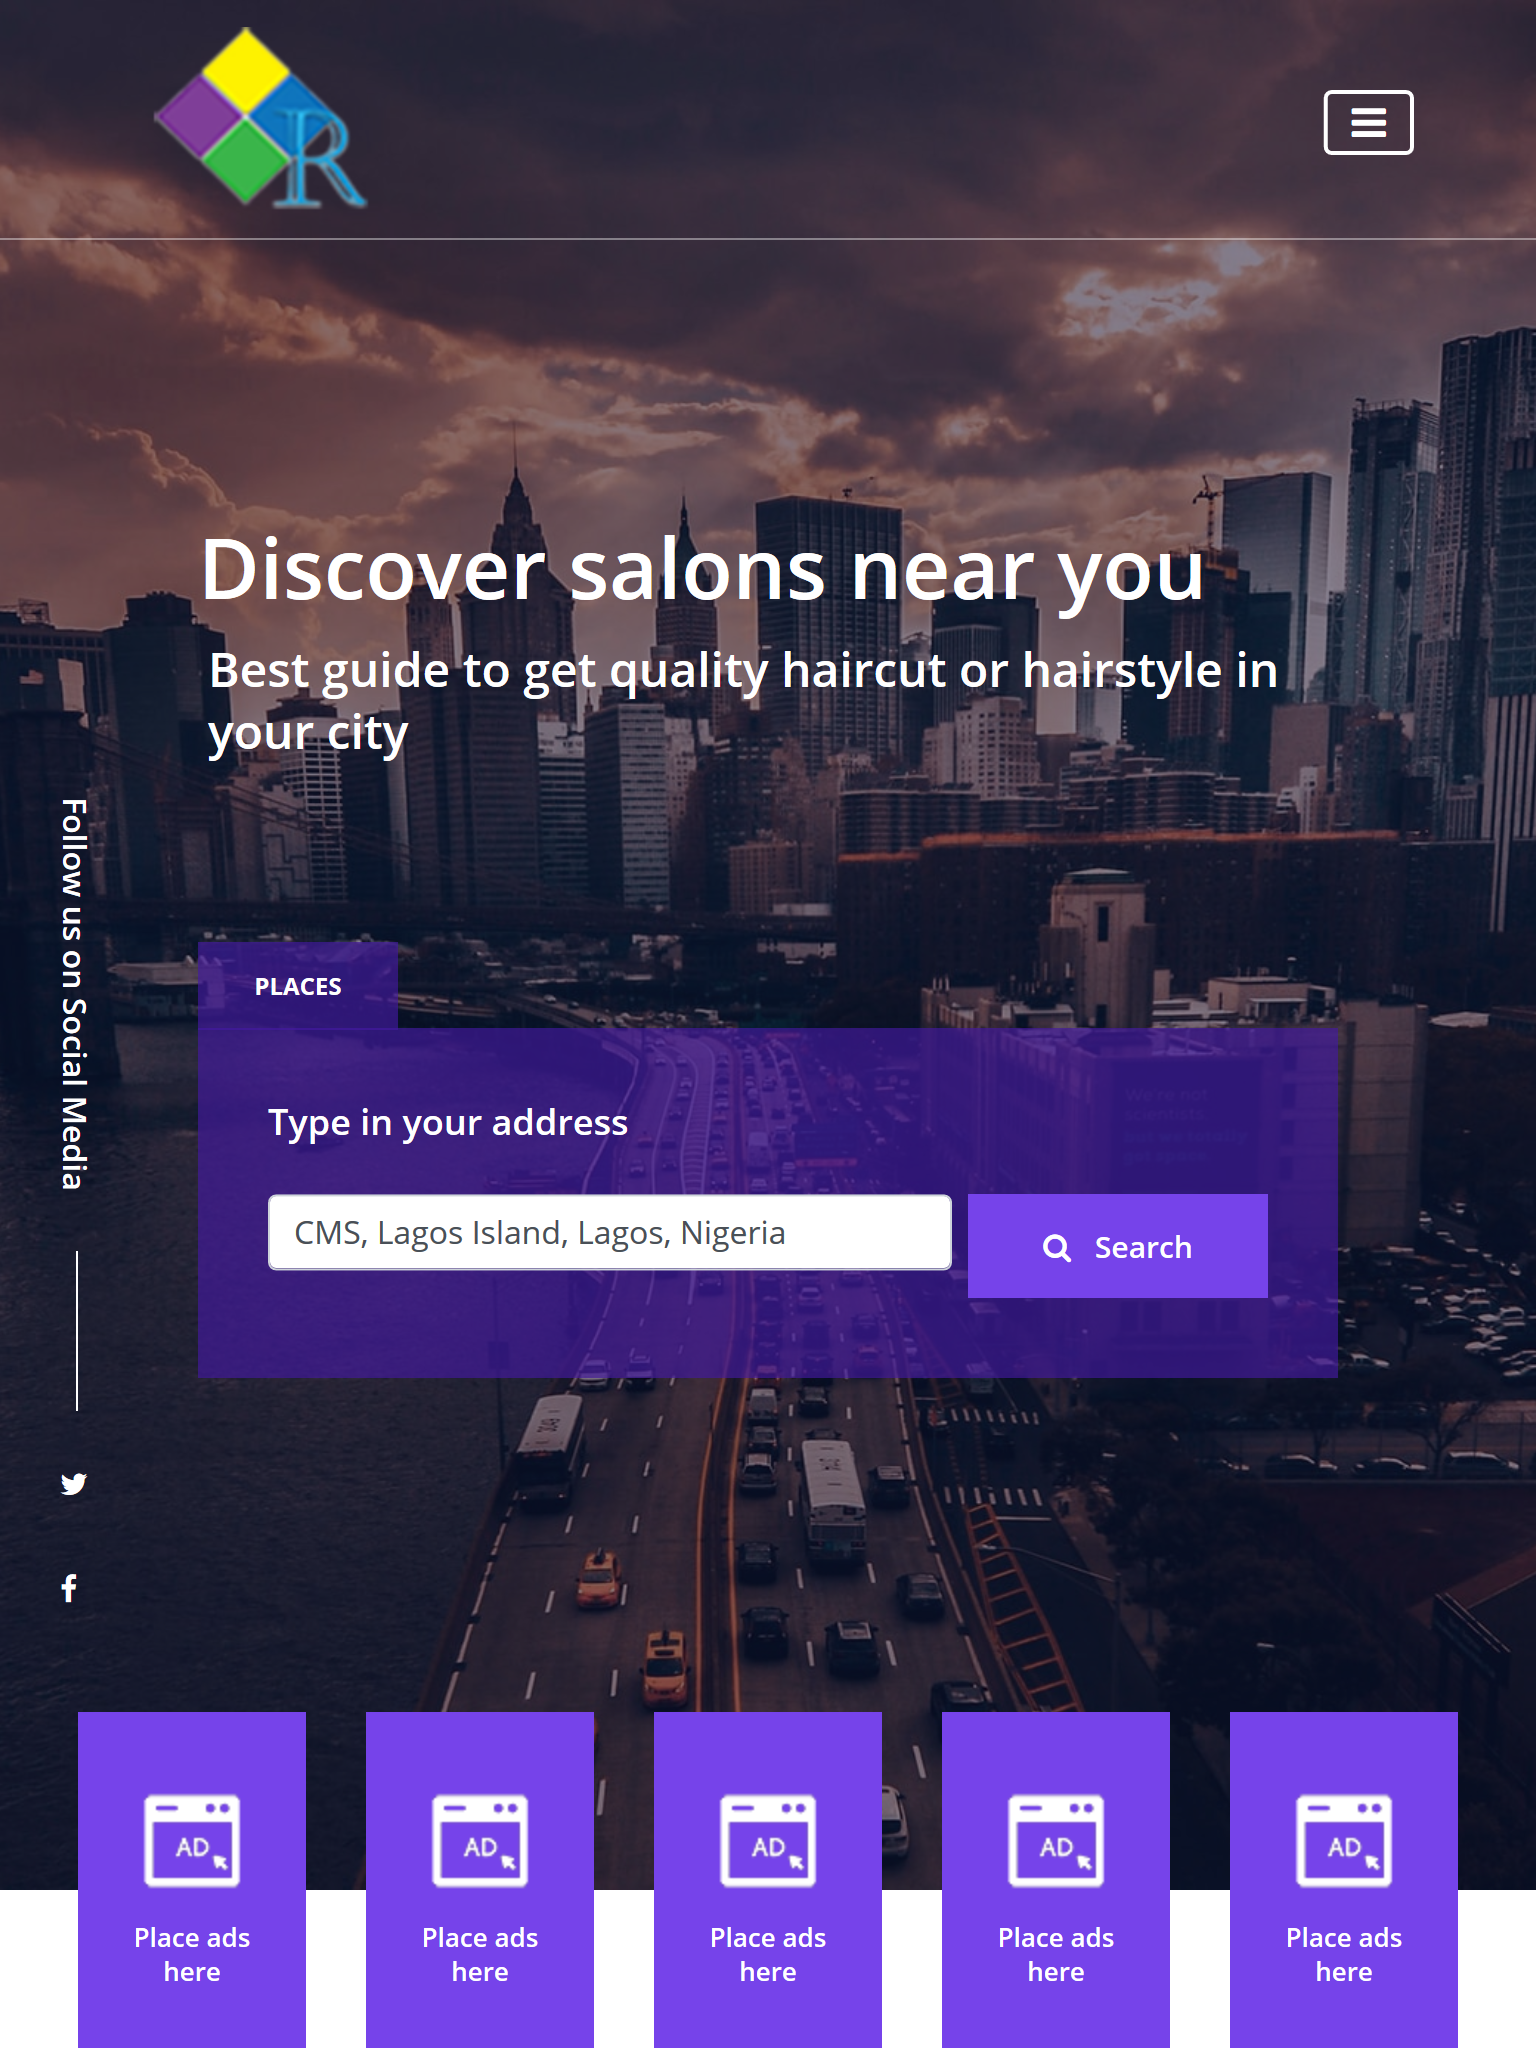 R
Discover salons near you
Best guide to get quality haircut or hairstyle in
your city
Follow us on Social Media
PLACES
Type in your address
CMS, Lagos Island, Lagos, Nigeria
Search
AD
Place ads
here
AD
Place ads
here
AD
Place ads
here
AD
Place ads
here
AD
Place ads
here